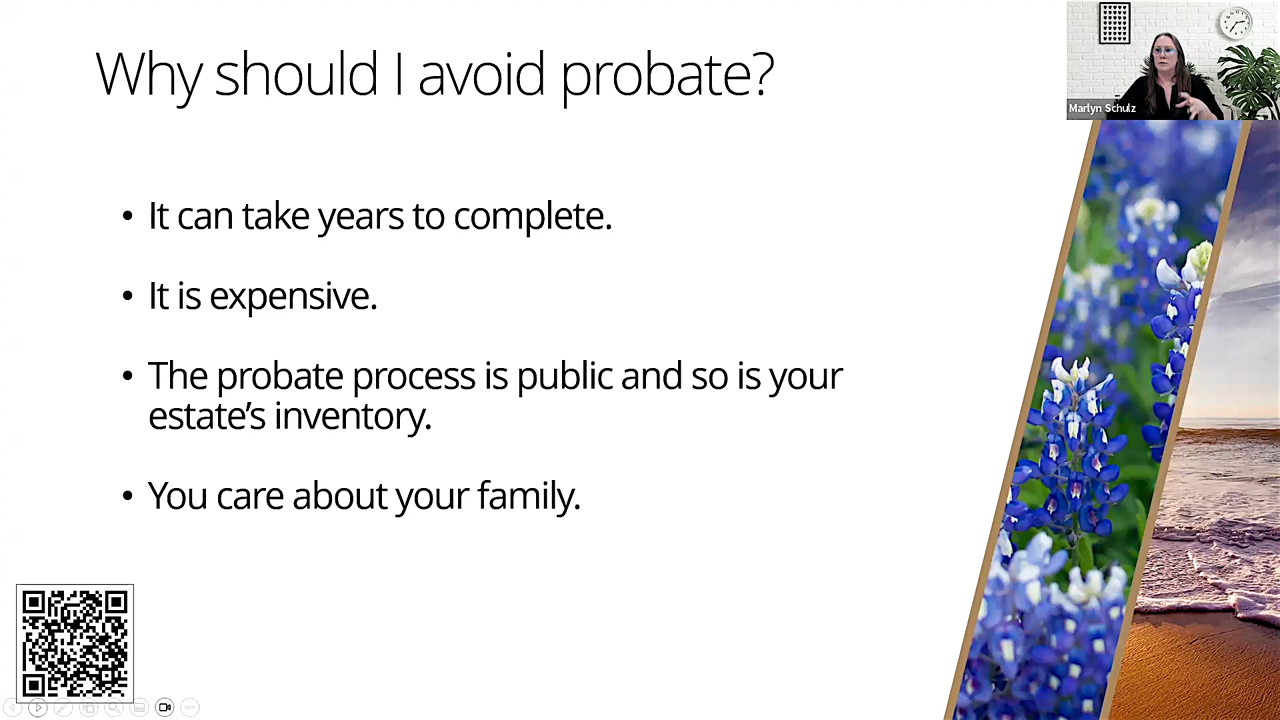 Why should I avoid probate?
Marlyn Schulz
• It can take years to complete.
• It is expensive.
• The probate process is public and so is your
estate’s inventory.
• You care about your family.